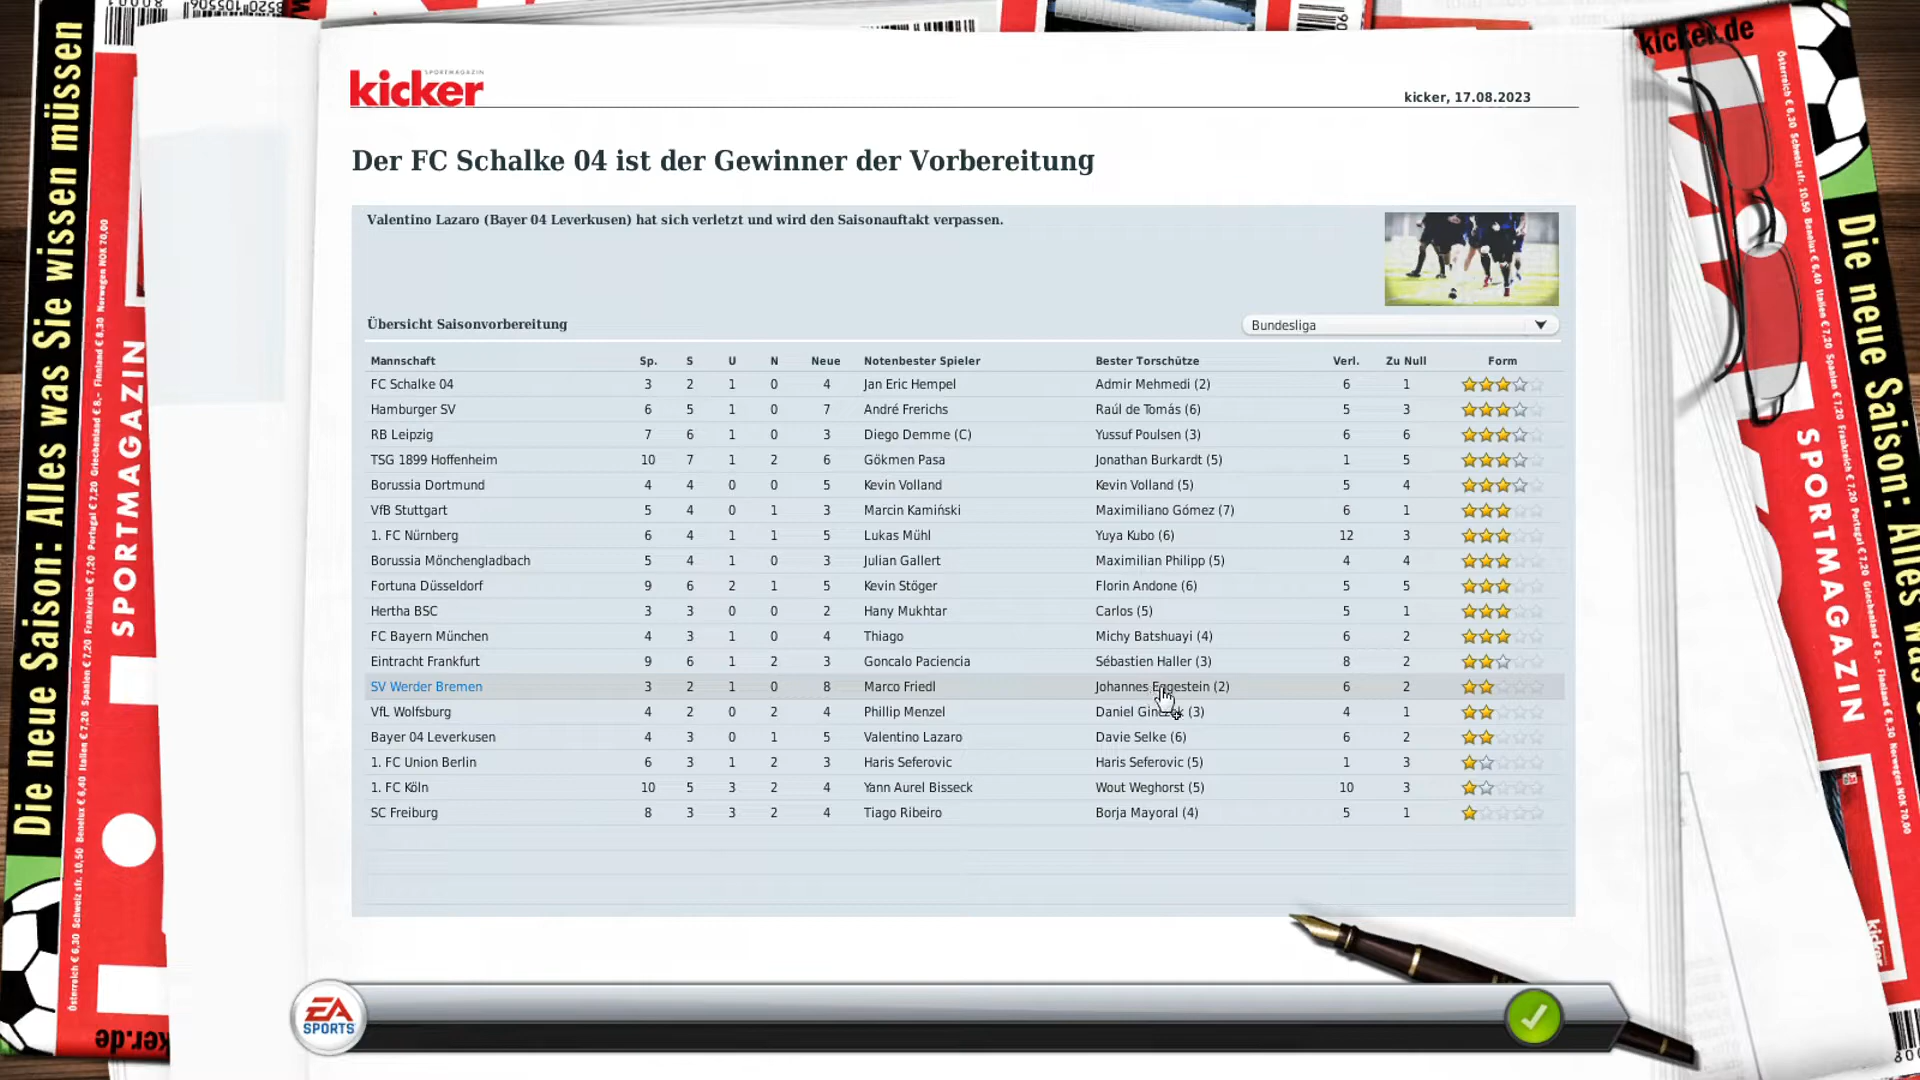 kicker
SPORTMAGAZIN
kicker, 17.08.2023
Der FC Schalke 04 ist der Gewinner der Vorbereitung
Valentino Lazaro (Bayer 04 Leverkusen) hat sich verletzt und wird den Saisonauftakt verpassen.
Übersicht Saisonvorbereitung
Bundesliga
Mannschaft Sp. S U N Neue Notenbester Spieler Bester Torschütze Verl. Zu Null Form
FC Schalke 04 3 2 1 0 4 Jan Eric Hempel Admir Mehmedi (2) 6 1
Hamburger SV 6 5 1 0 7 André Frerichs Raúl de Tomás (6) 5 3
RB Leipzig 7 6 1 0 3 Diego Demme (C) Yussuf Poulsen (3) 6 6
TSG 1899 Hoffenheim 10 7 1 2 6 Gökmen Pasa Jonathan Burkardt (5) 1 5
Borussia Dortmund 4 4 0 0 5 Kevin Volland Kevin Volland (5) 5 4
VfB Stuttgart 5 4 0 1 3 Marcin Kamiński Maximiliano Gómez (7) 6 1
1. FC Nürnberg 6 4 1 1 5 Lukas Mühl Yuya Kubo (6) 12 3
Borussia Mönchengladbach 5 4 1 0 3 Julian Gallert Maximilian Philipp (5) 4 4
Fortuna Düsseldorf 9 6 2 1 5 Kevin Stöger Florin Andone (6) 5 5
Hertha BSC 3 3 0 0 2 Hany Mukhtar Carlos (5) 5 1
FC Bayern München 4 3 1 0 4 Thiago Michy Batshuayi (4) 6 2
Eintracht Frankfurt 9 6 1 2 3 Goncalo Paciencia Sébastien Haller (3) 8 2
SV Werder Bremen 3 2 1 0 8 Marco Friedl Johannes Eggestein (2) 6 2
VfL Wolfsburg 4 2 0 2 4 Phillip Menzel Daniel (3) 4 1
Bayer 04 Leverkusen 4 3 0 1 5 Valentino Lazaro Davie Selke (6) 6 2
1. FC Union Berlin 6 3 1 2 3 Haris Seferovic Haris Seferovic (5) 1 3
1. FC Köln 10 5 3 2 4 Yann Aurel Bisseck Wout Weghorst (5) 10 3
SC Freiburg 8 3 3 2 4 Tiago Ribeiro Borja Mayoral (4) 5 1
EA
SPORTS
Die neue Saison: Alles was Sie wissen müssen
SPORTMAGAZIN
kicker.de
Die neue Saison: Alles was
SPORTMAGAZIN
kicker